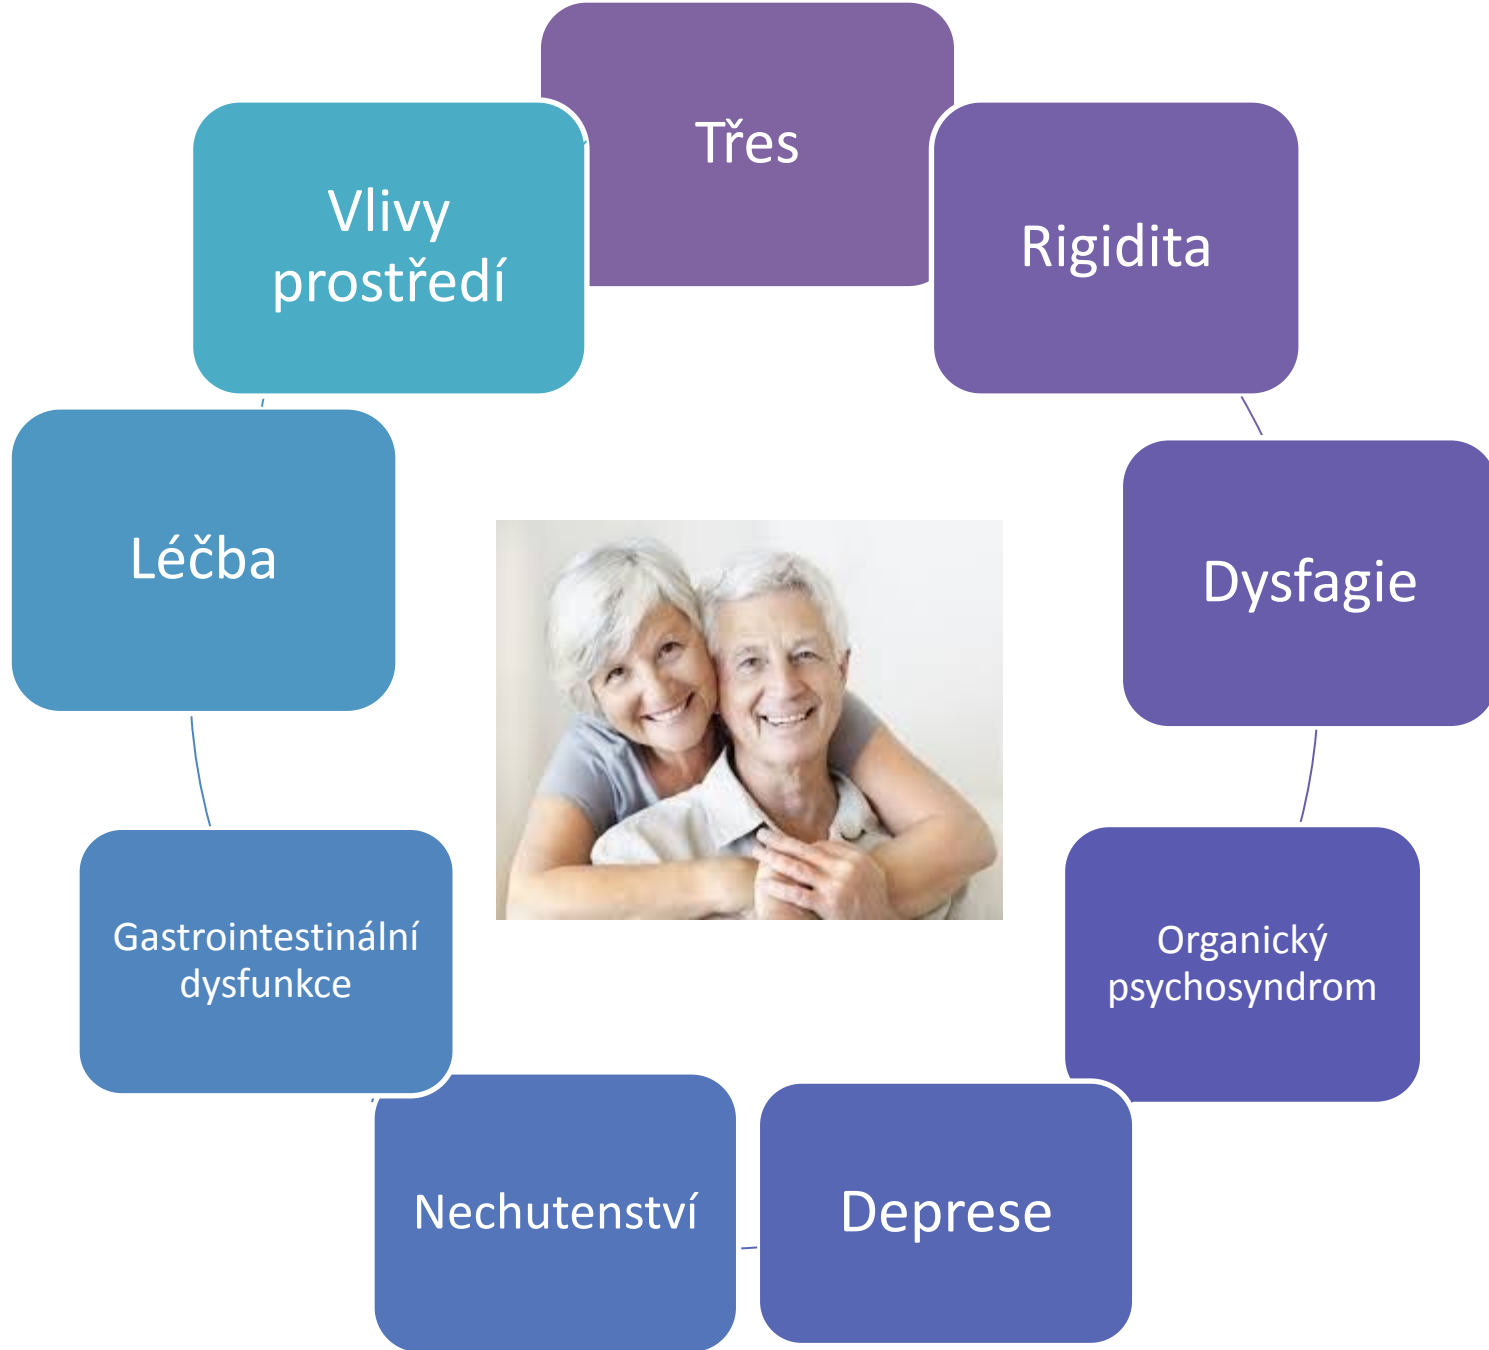 Třes
Rigidita
Dysfagie
Organický
psychosyndrom
Deprese
Nechutenství
Gastrointestinální
dysfunkce
Léčba
Vlivy
prostředí